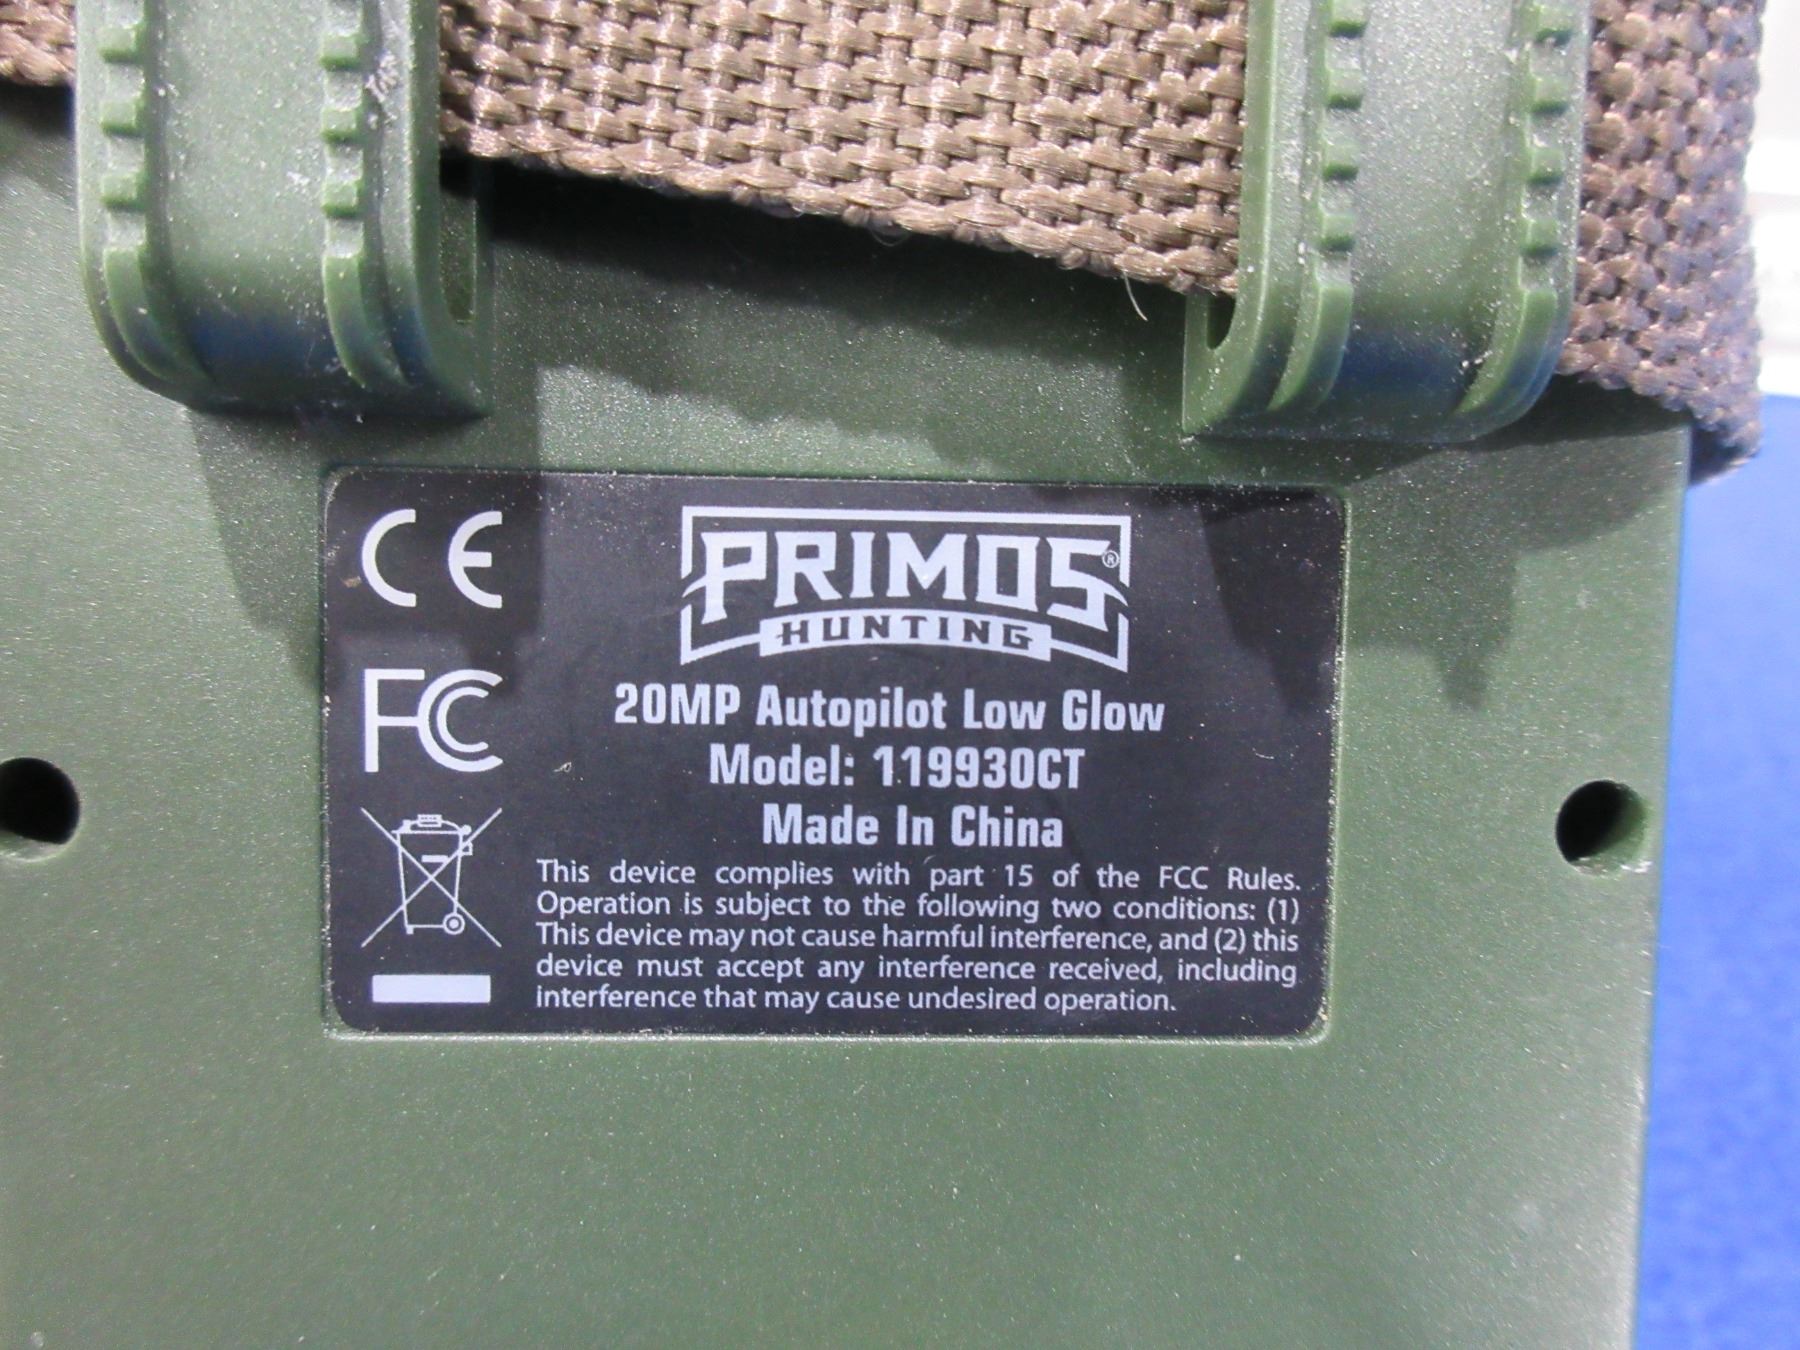 CE
PRIMOS®
HUNTING
FC
20MP Autopilot Low Glow
Model: 119930CT
Made In China
This device complies with part 15 of the FCC Rules.
Operation is subject to the following two conditions: (1)
This device may not cause harmful interference, and (2) this
device must accept any interference received, including
interference that may cause undesired operation.